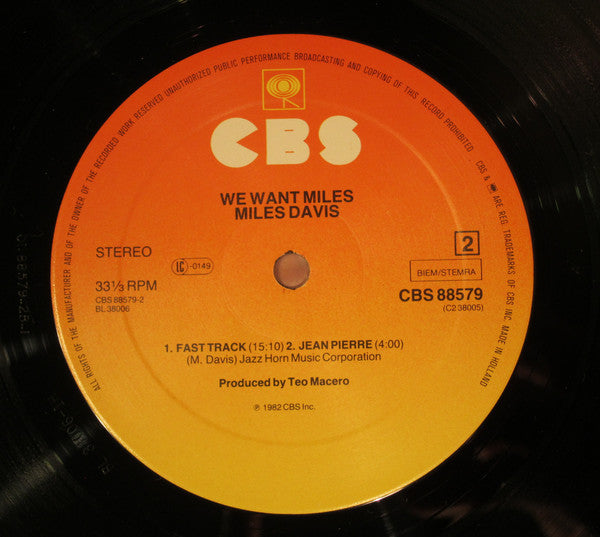 ALL RIGHTS OF THE MANUFACTURER AND OF THE OWNER OF THE RECORDED WORK RESERVED UNAUTHORIZED PUBLIC PERFORMANCE BROADCASTING AND COPYING OF THIS RECORD PROHIBITED. CBS & ARE REG. TRADEMARKS OF CBS INC. MADE IN HOLLAND
CBS
WE WANT MILES
MILES DAVIS
STEREO
LC-0149
2
33⅓ RPM
BIEM/STEMRA
CBS 88579-2
CBS 88579
BL 38006
(C2 38005)
1. FAST TRACK (15:10) 2. JEAN PIERRE (4:00)
(M. Davis) Jazz Horn Music Corporation
Produced by Teo Macero
℗ 1982 CBS Inc.